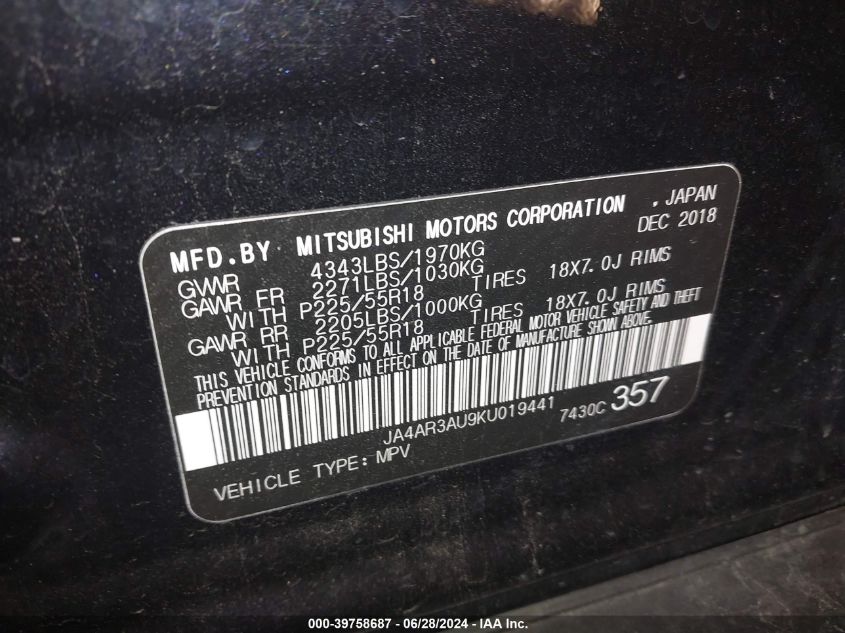 MFD.BY MITSUBISHI MOTORS CORPORATION , JAPAN
DEC 2018
GVWR 4343LBS/1970KG
GAWR FR 2271LBS/1030KG
WITH P225/55R18 TIRES 18X7.0J RIMS
GAWR RR 2205LBS/1000KG
WITH P225/55R18 TIRES 18X7.0J RIMS
THIS VEHICLE CONFORMS TO ALL APPLICABLE FEDERAL MOTOR VEHICLE SAFETY AND THEFT
PREVENTION STANDARDS IN EFFECT ON THE DATE OF MANUFACTURE SHOWN ABOVE.
JA4AR3AU9KU019441 7430C 357
VEHICLE TYPE: MPV
000-39758687 - 06/28/2024 - IAA Inc.